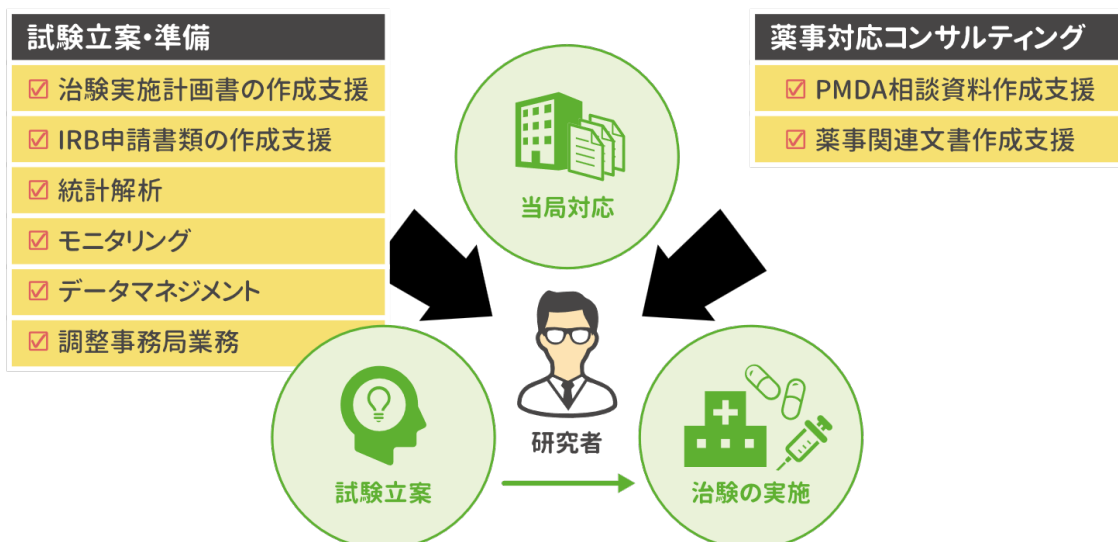 試験立案・準備
治験実施計画書の作成支援
IRB申請書類の作成支援
統計解析
モニタリング
データマネジメント
調整事務局業務
薬事対応コンサルティング
PMDA相談資料作成支援
薬事関連文書作成支援
当局対応
研究者
試験立案
治験の実施